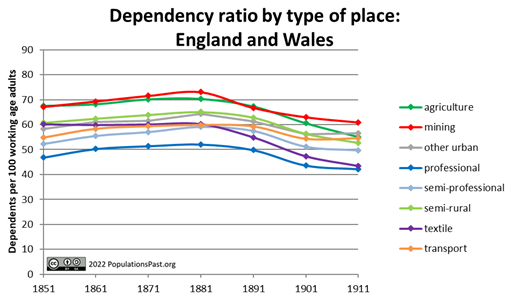 Dependency ratio by type of place:
England and Wales
Dependents per 100 working age adults
90
80
70
60
50
40
30
20
10
0
1851 1861 1871 1881 1891 1901 1911
agriculture
mining
other urban
professional
semi-professional
semi-rural
textile
transport
2022 PopulationsPast.org